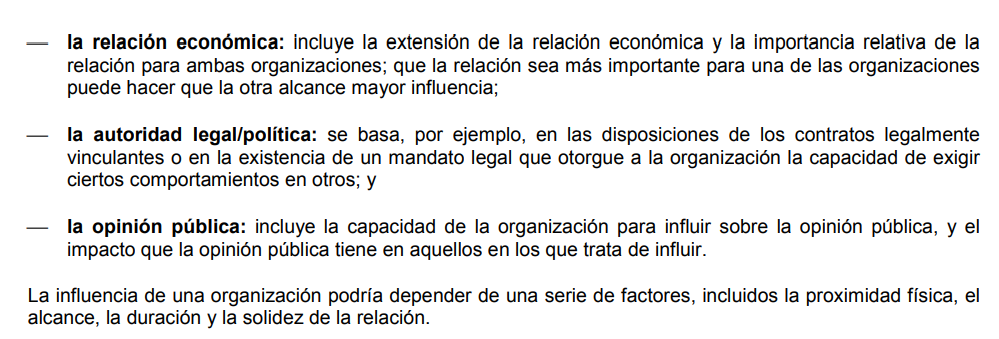 — la relación económica: incluye la extensión de la relación económica y la importancia relativa de la
relación para ambas organizaciones; que la relación sea más importante para una de las organizaciones
puede hacer que la otra alcance mayor influencia;
— la autoridad legal/política: se basa, por ejemplo, en las disposiciones de los contratos legalmente
vinculantes o en la existencia de un mandato legal que otorgue a la organización la capacidad de exigir
ciertos comportamientos en otros; y
— la opinión pública: incluye la capacidad de la organización para influir sobre la opinión pública, y el
impacto que la opinión pública tiene en aquellos en los que trata de influir.
La influencia de una organización podría depender de una serie de factores, incluidos la proximidad física, el
alcance, la duración y la solidez de la relación.